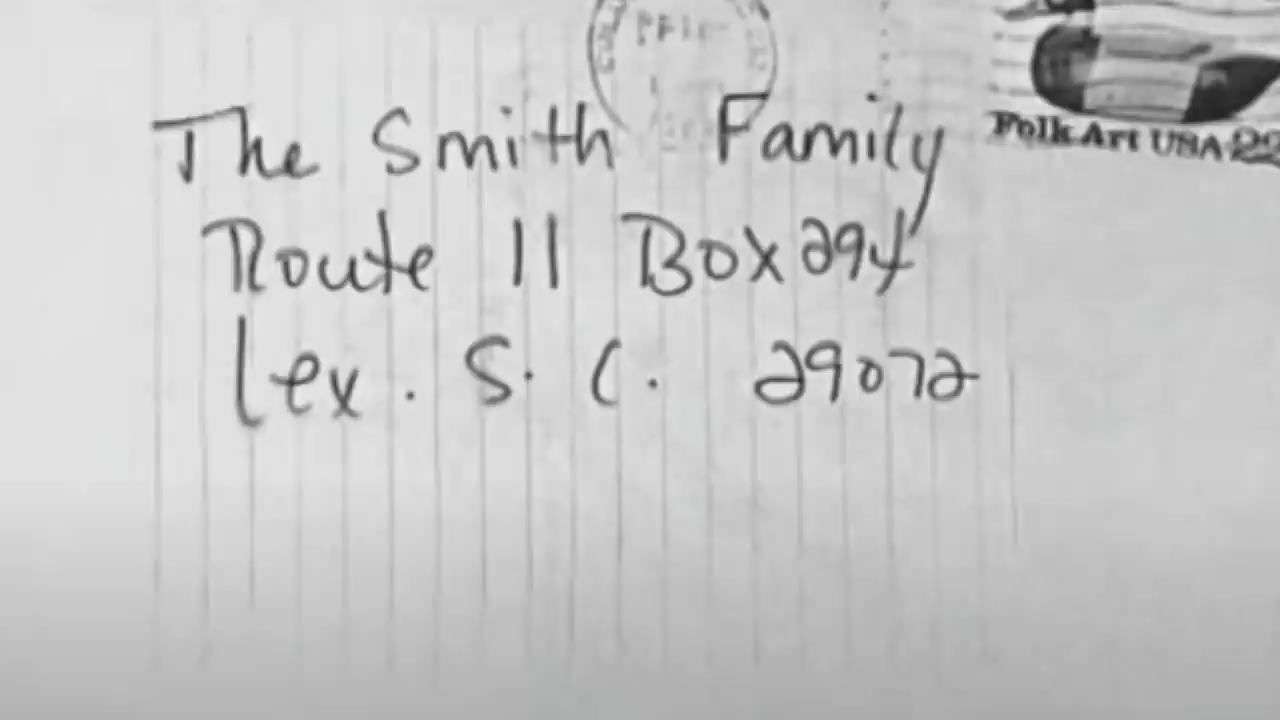 The Smith Family
Folk Art USA 22
Route 11 Box 294
Lex. S. C. 29072